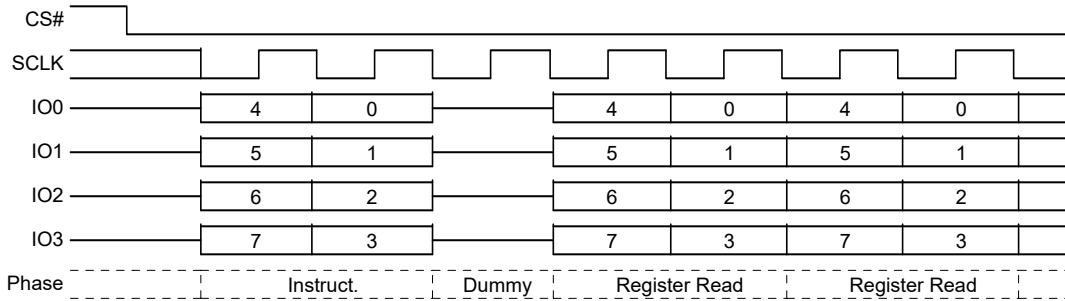 CS#
SCLK
IO0 4 0 4 0 4 0
IO1 5 1 5 1 5 1
IO2 6 2 6 2 6 2
IO3 7 3 7 3 7 3
Phase Instruct. Dummy Register Read Register Read